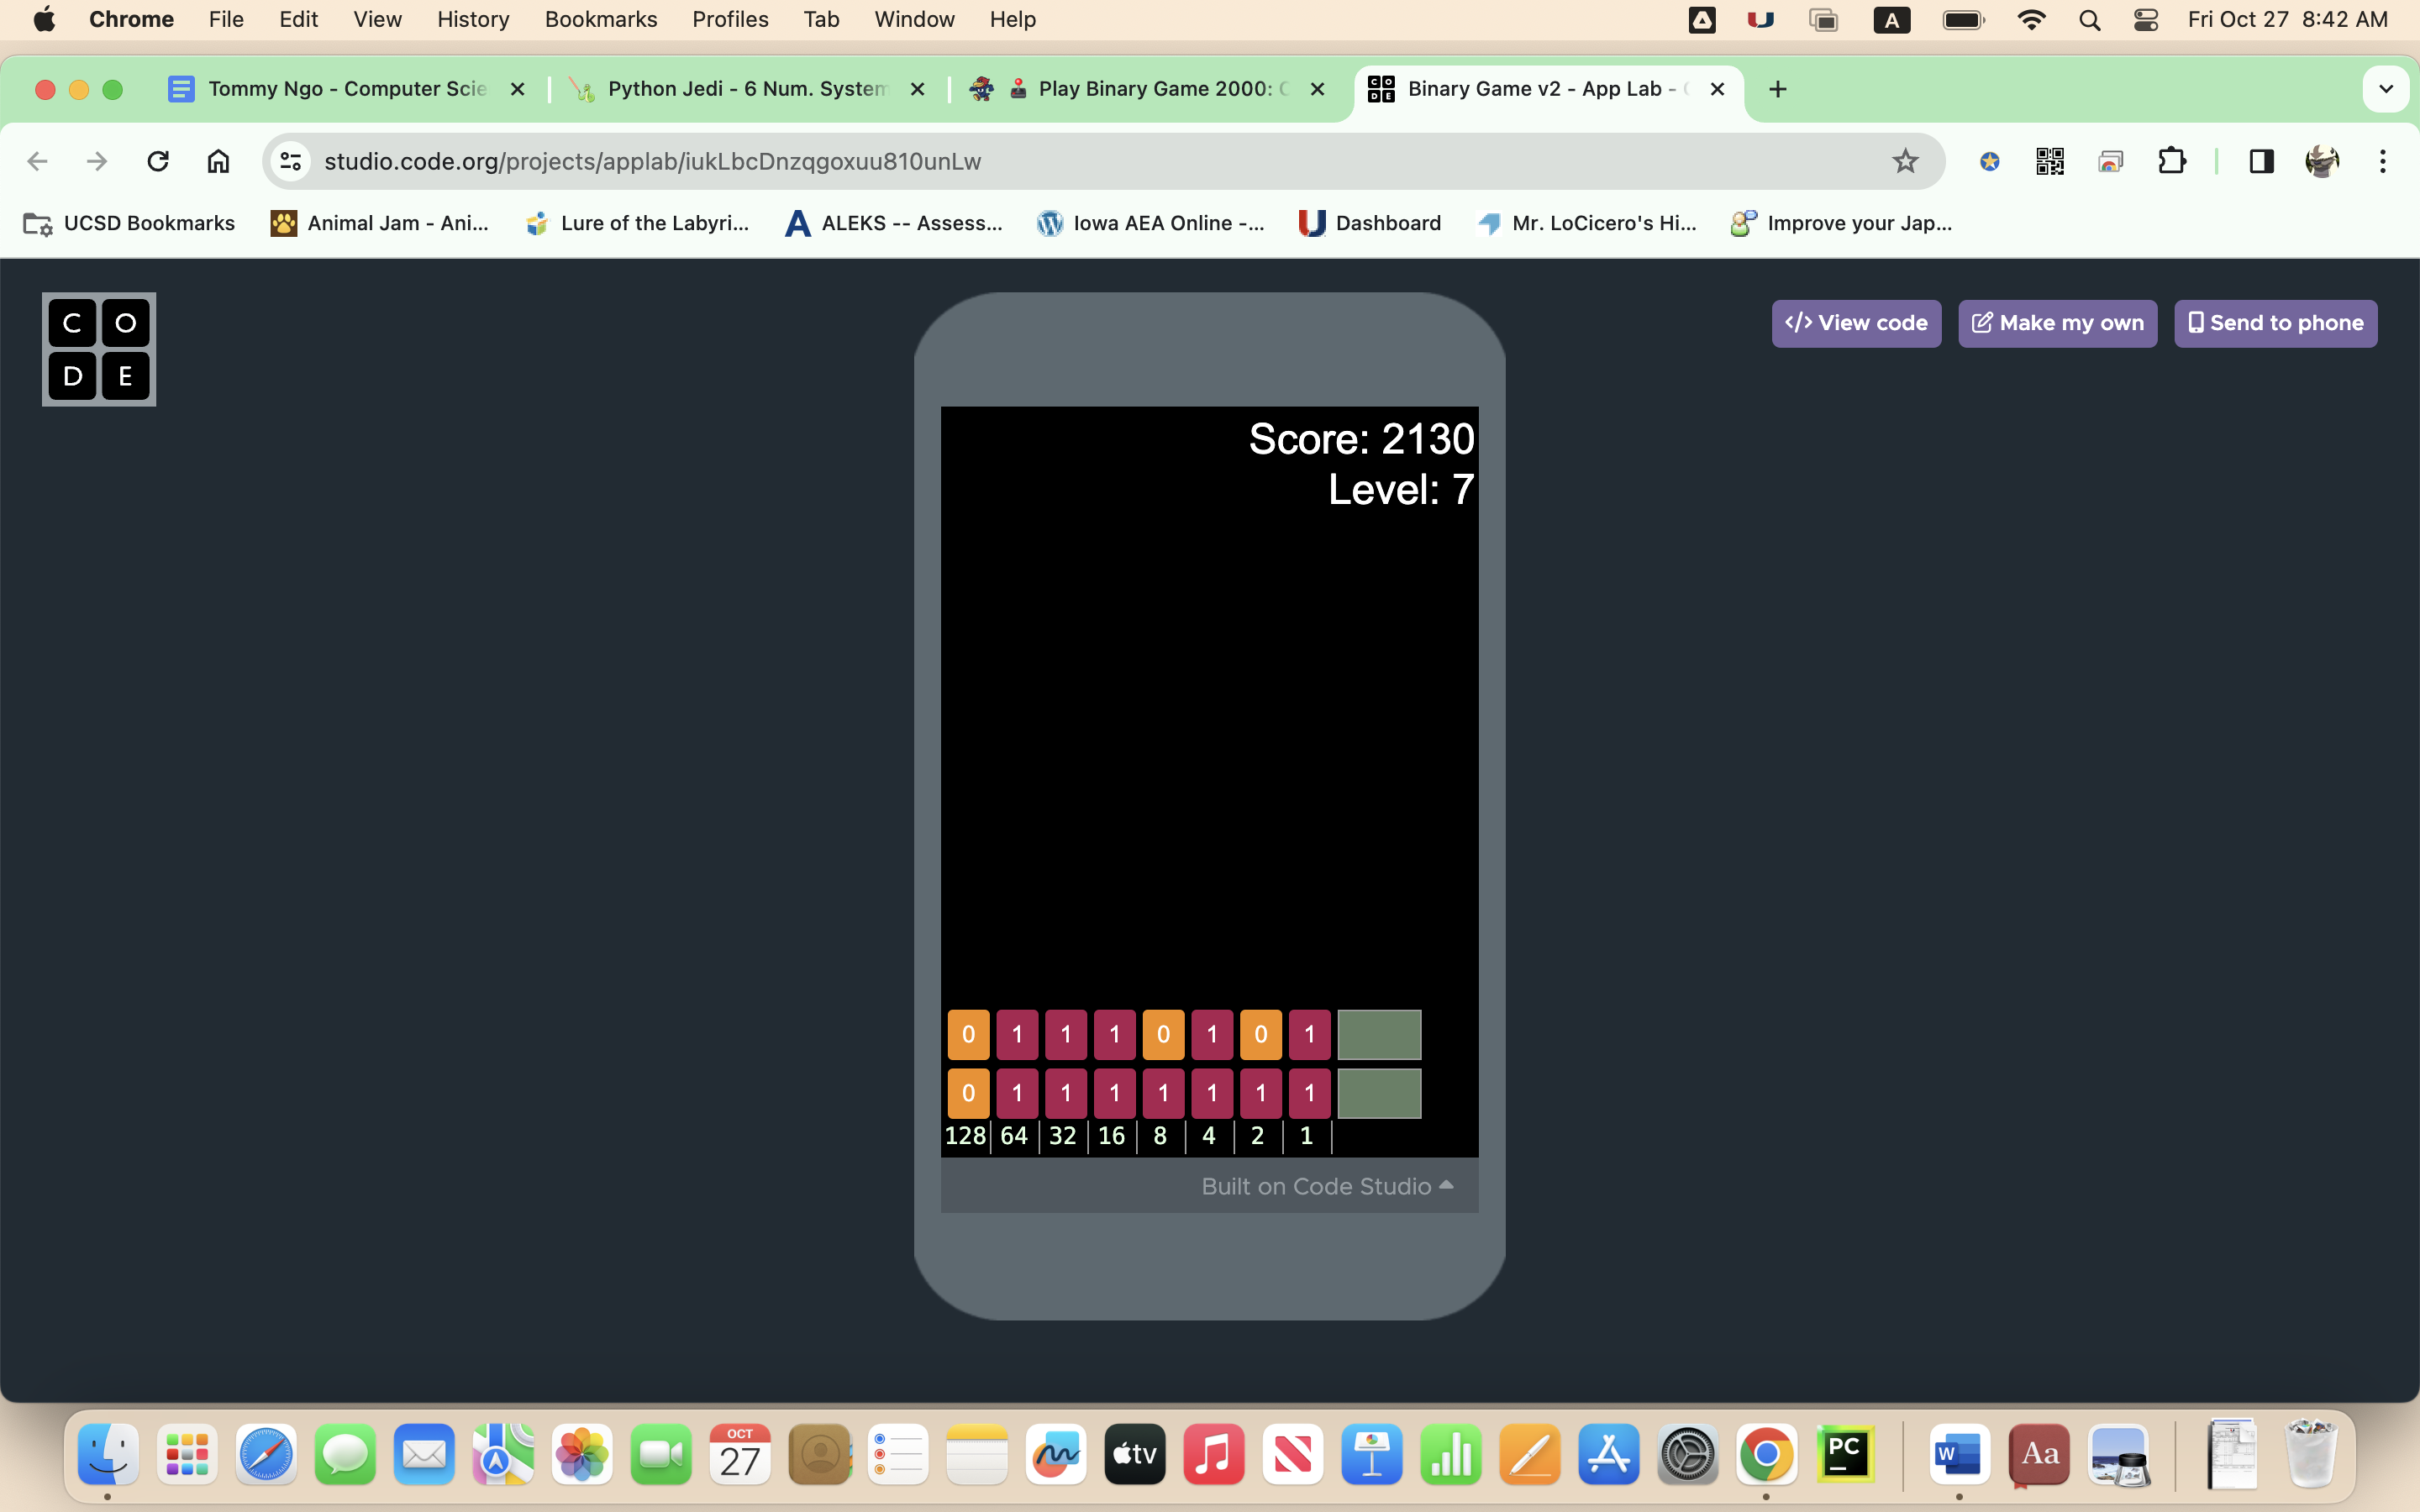 Chrome File Edit View History Bookmarks Profiles Tab Window Help A Fri Oct 27 8:42 AM
Tommy Ngo - Computer Scie Python Jedi - 6 Num. System Play Binary Game 2000: C Binary Game v2 - App Lab -
studio.code.org/projects/applab/iukLbcDnzqgoxuu810unLw
UCSD Bookmarks Animal Jam - Ani... Lure of the Labyri... ALEKS -- Assess... Iowa AEA Online -... Dashboard Mr. LoCicero's Hi... Improve your Jap...
C O
D E
</> View code Make my own Send to phone
Score: 2130
Level: 7
0 1 1 1 0 1 0 1
0 1 1 1 1 1 1 1
128 64 32 16 8 4 2 1
Built on Code Studio
OCT
27
tv
PC
W
Aa